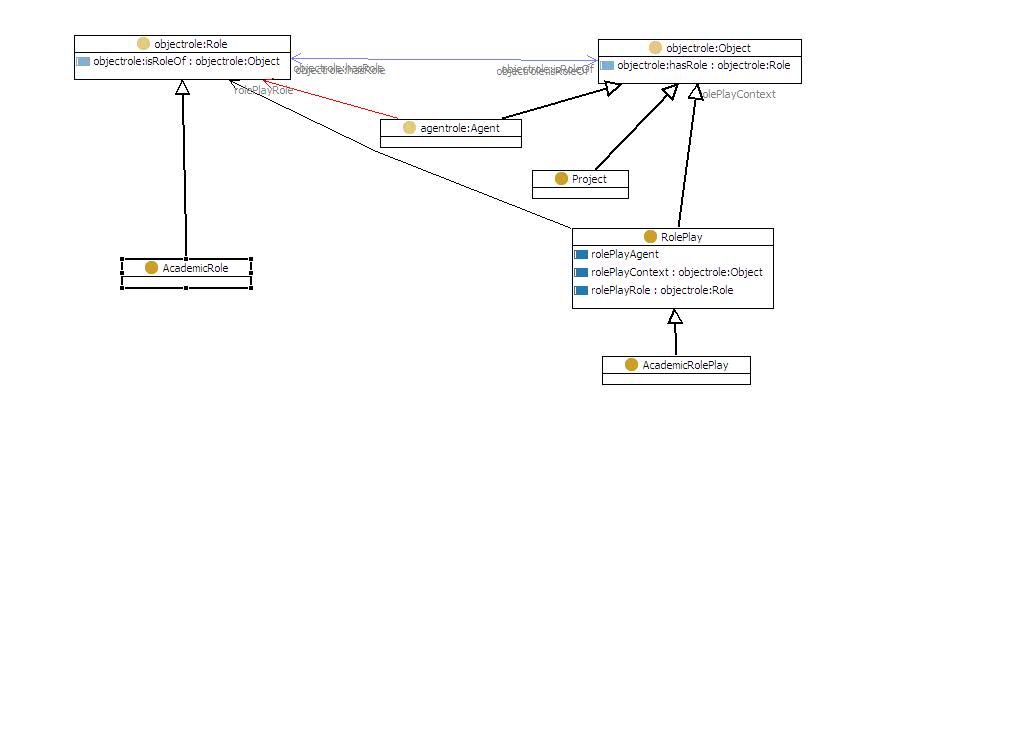 objectrole:Role
objectrole:isRoleOf : objectrole:Object
objectrole:Object
objectrole:hasRole : objectrole:Role
objectrole:hasRole
objectrole:hasRole
objectrole:isRoleOf
objectrole:isRoleOf
rolePlayRole
rolePlayContext
agentrole:Agent
Project
RolePlay
rolePlayAgent
rolePlayContext : objectrole:Object
rolePlayRole : objectrole:Role
AcademicRole
AcademicRolePlay